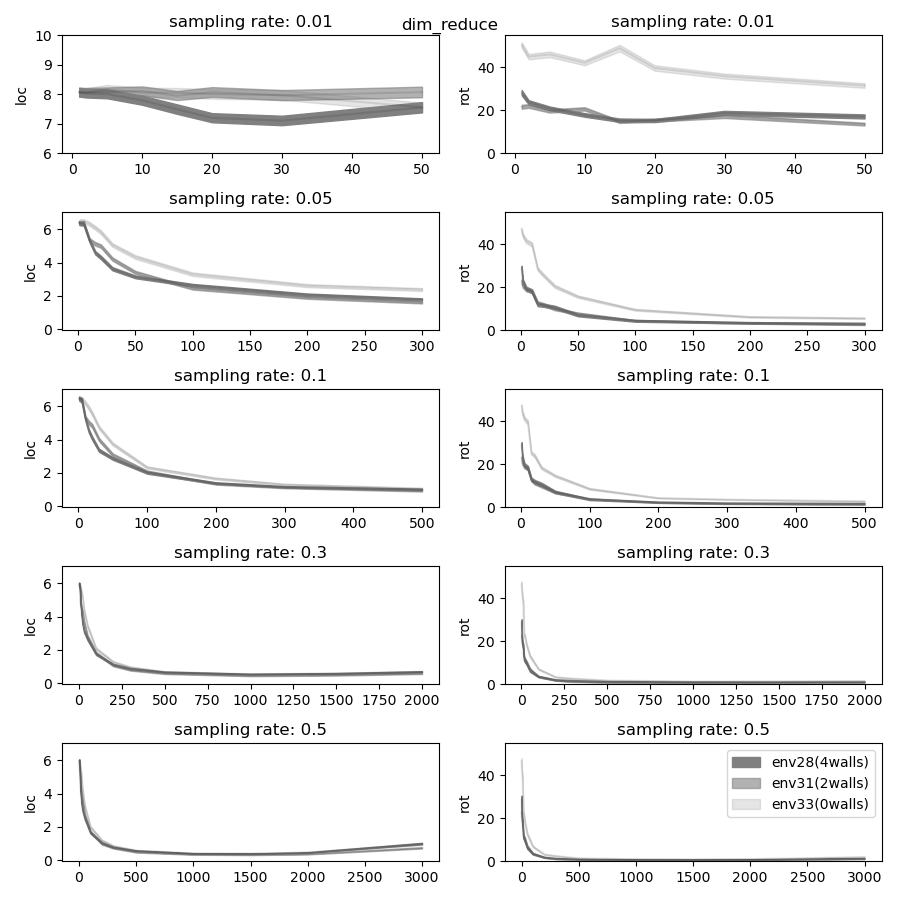 dim_reduce
sampling rate: 0.01
sampling rate: 0.01
10
9
8
7
6
loc
0 10 20 30 40 50
40
20
0
rot
0 10 20 30 40 50
sampling rate: 0.05
sampling rate: 0.05
6
4
2
0
loc
0 50 100 150 200 250 300
40
20
0
rot
0 50 100 150 200 250 300
sampling rate: 0.1
sampling rate: 0.1
6
4
2
0
loc
0 100 200 300 400 500
40
20
0
rot
0 100 200 300 400 500
sampling rate: 0.3
sampling rate: 0.3
6
4
2
0
loc
0 250 500 750 1000 1250 1500 1750 2000
40
20
0
rot
0 250 500 750 1000 1250 1500 1750 2000
sampling rate: 0.5
sampling rate: 0.5
6
4
2
0
loc
0 500 1000 1500 2000 2500 3000
40
20
0
rot
env28(4walls)
env31(2walls)
env33(0walls)
0 500 1000 1500 2000 2500 3000